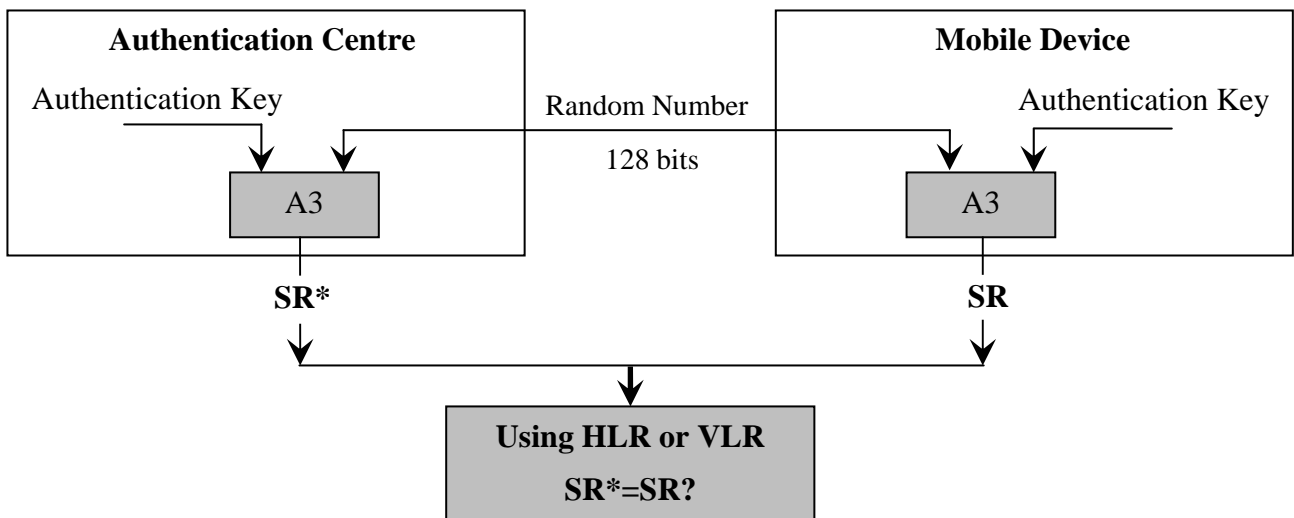 Authentication Centre
Authentication Key
A3
SR*
Random Number
128 bits
Mobile Device
Authentication Key
A3
SR
Using HLR or VLR
SR*=SR?